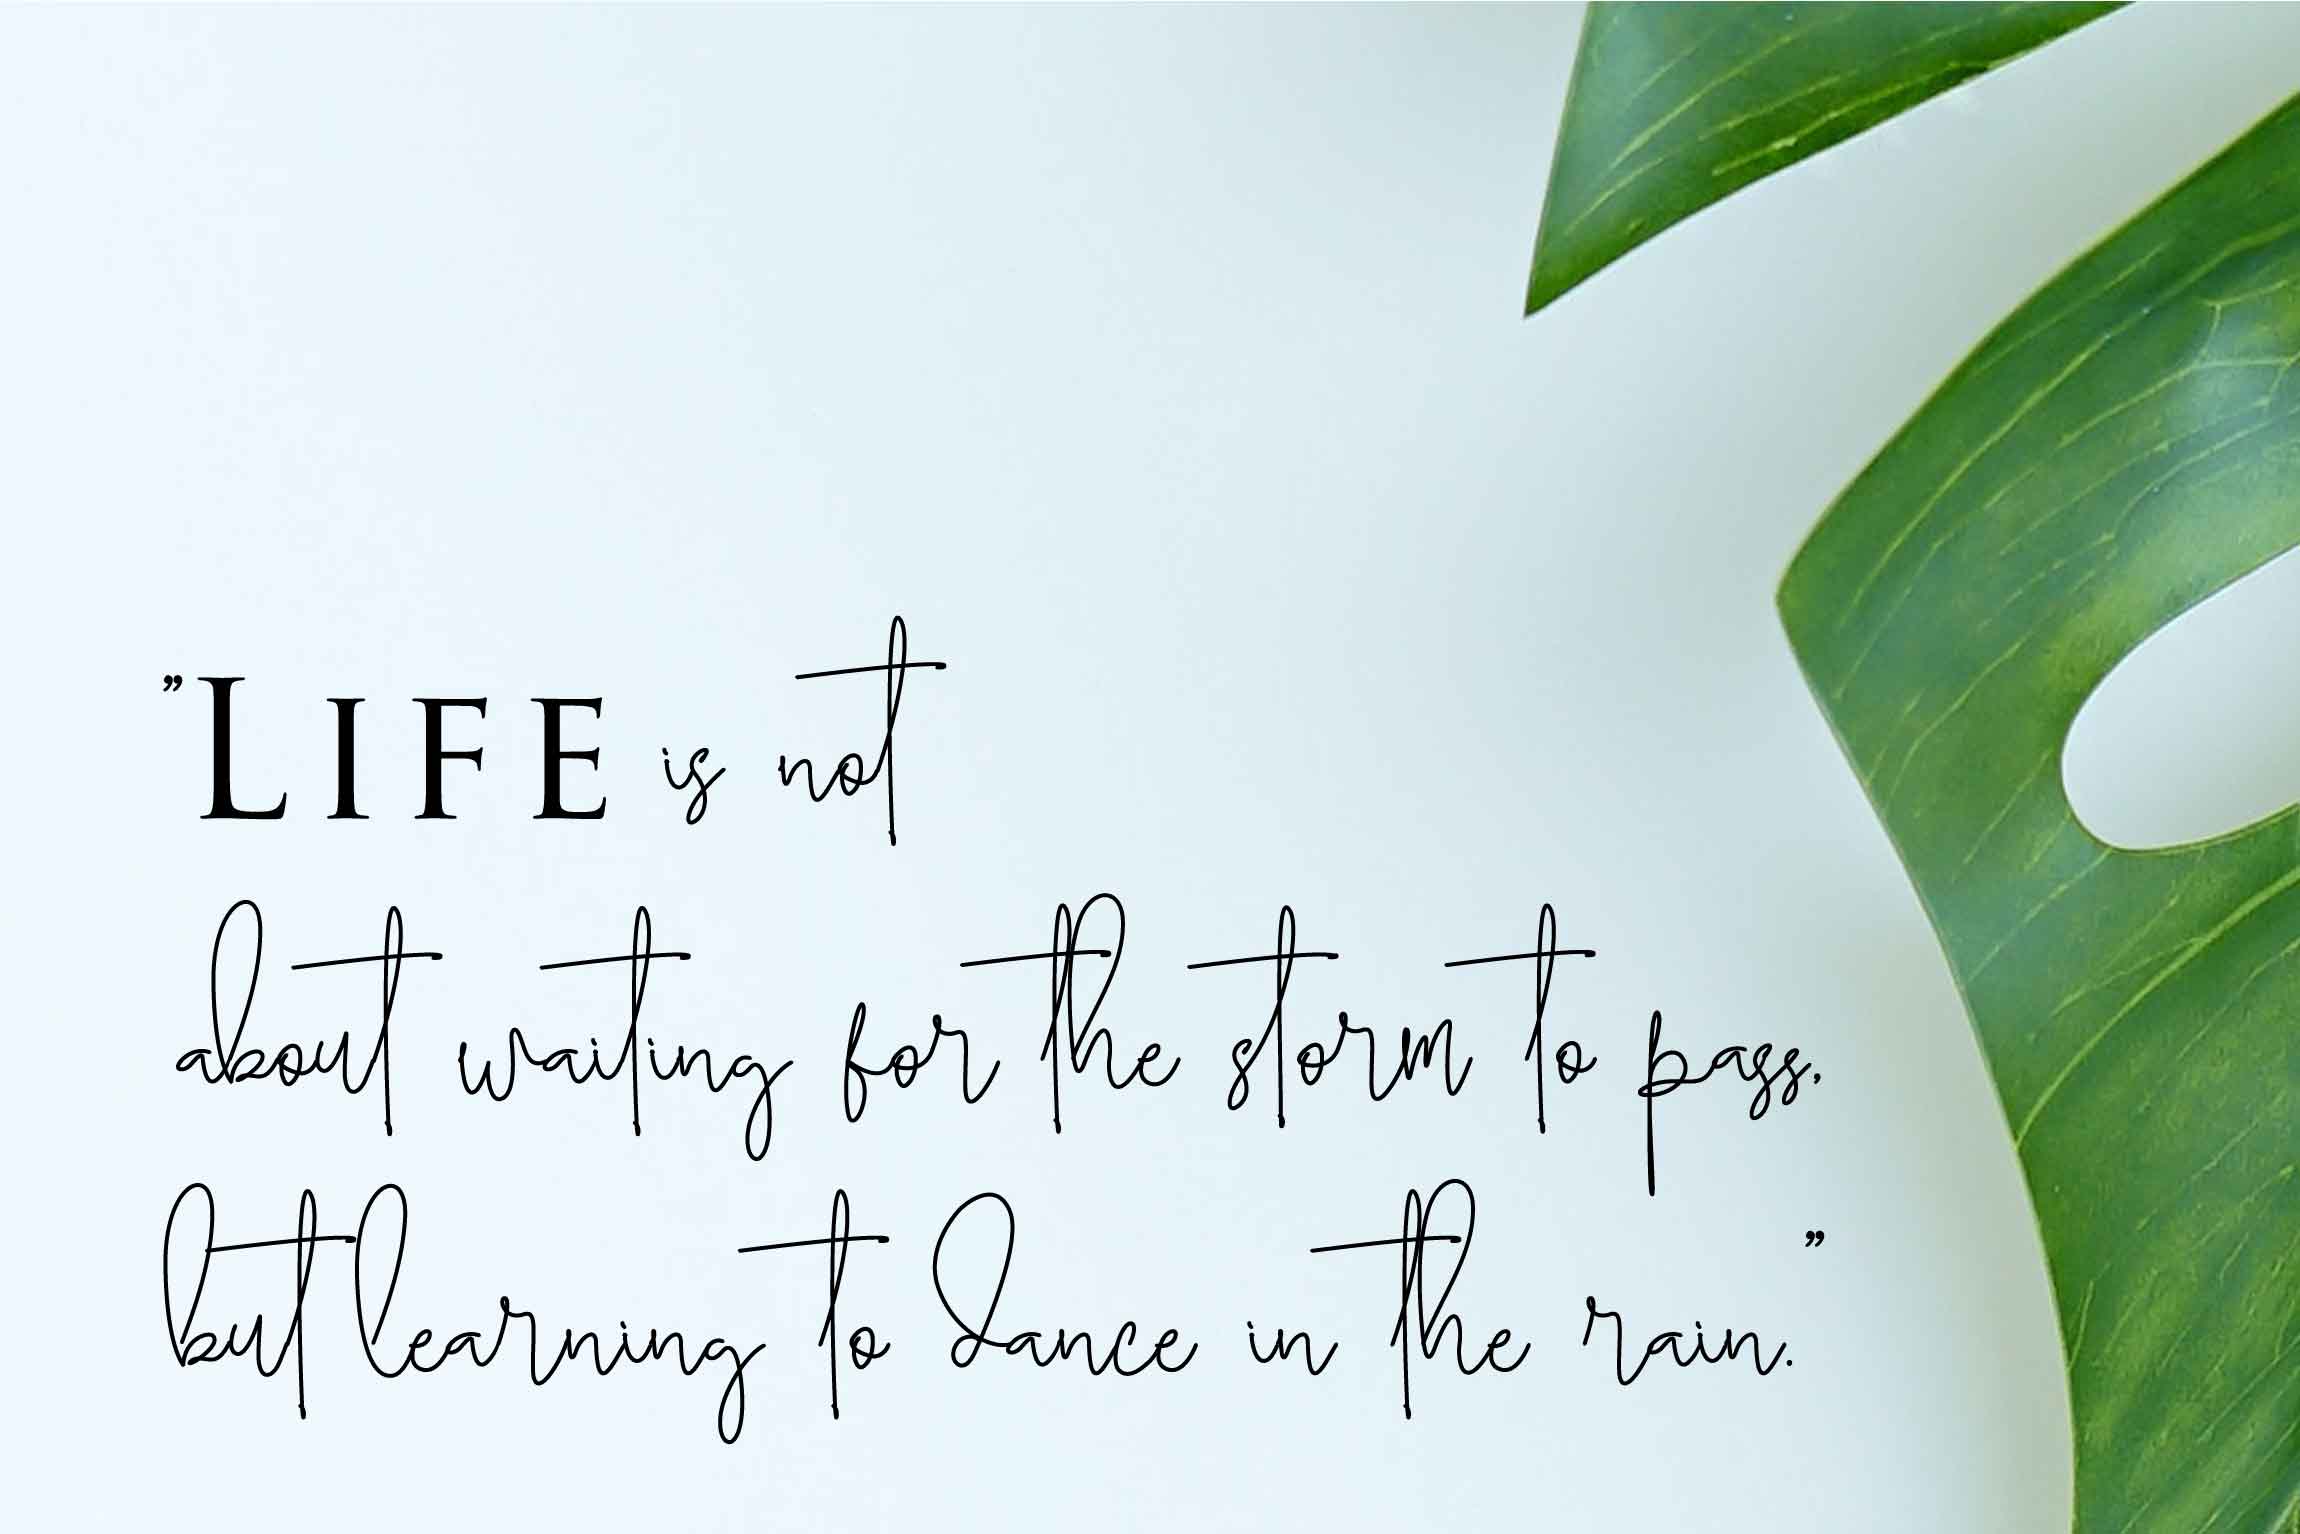 ”LIFE is not
about waiting for the storm to pass,
but learning to dance in the rain.”